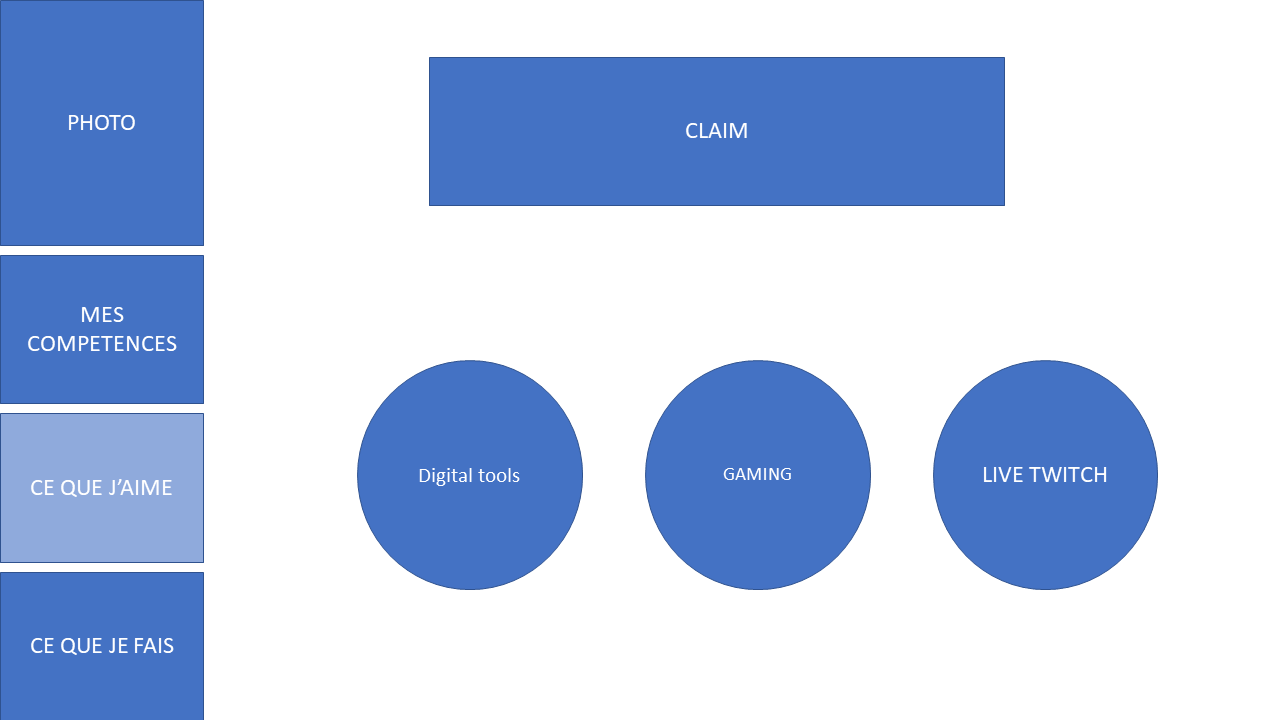 PHOTO
MES
COMPETENCES
CE QUE J’AIME
CE QUE JE FAIS
CLAIM
Digital tools
GAMING
LIVE TWITCH